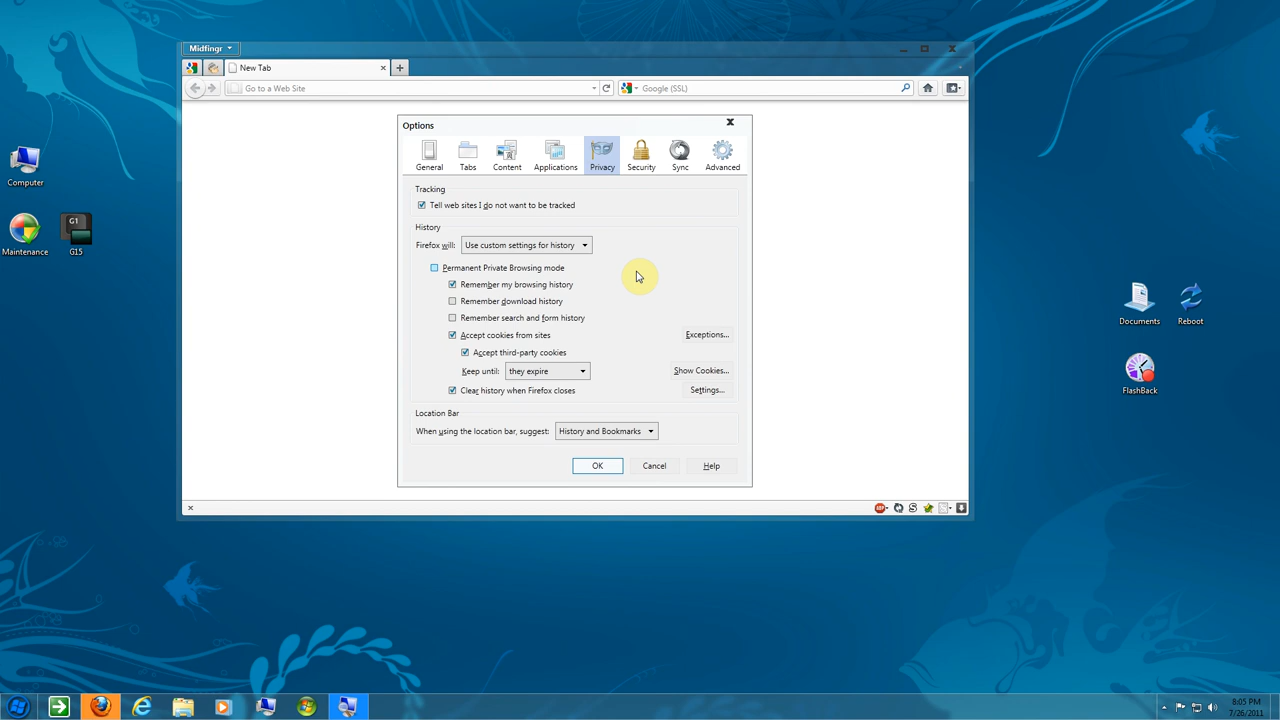 Midfingr
New Tab
Go to a Web Site
Google (SSL)
Options
General
Tabs
Content
Applications
Privacy
Security
Sync
Advanced
Tracking
Tell web sites I do not want to be tracked
History
Firefox will:
Use custom settings for history
Permanent Private Browsing mode
Remember my browsing history
Remember download history
Remember search and form history
Accept cookies from sites
Exceptions...
Accept third-party cookies
Keep until:
they expire
Show Cookies...
Clear history when Firefox closes
Settings...
Location Bar
When using the location bar, suggest:
History and Bookmarks
OK
Cancel
Help
Computer
Maintenance
G1
G15
Documents
Reboot
FlashBack
ABP
S
8:05 PM
7/26/2011